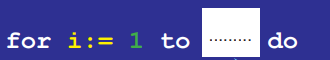 for i:= 1 to ......... do